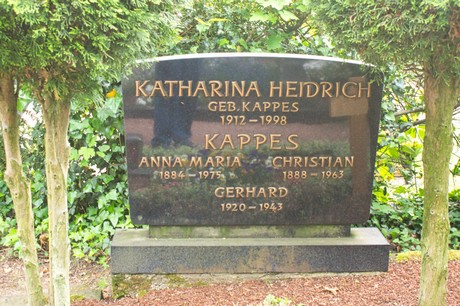 KATHARINA HEIDRICH
GEB. KAPPES
1912 – 1998
KAPPES
ANNA MARIA CHRISTIAN
1884 – 1975 1888 – 1963
GERHARD
1920 – 1943